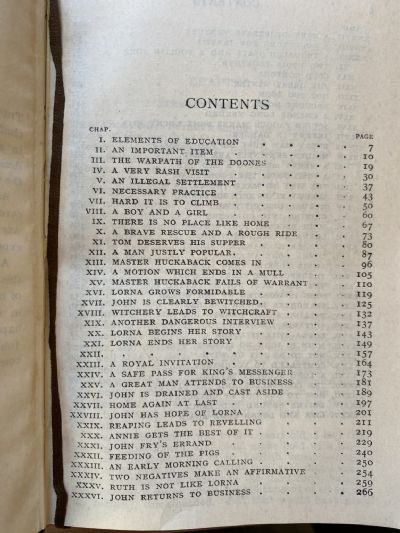 CONTENTS
CHAP. PAGE
I. ELEMENTS OF EDUCATION 7
II. AN IMPORTANT ITEM 10
III. THE WARPATH OF THE DOONES 19
IV. A VERY RASH VISIT 30
V. AN ILLEGAL SETTLEMENT 37
VI. NECESSARY PRACTICE 43
VII. HARD IT IS TO CLIMB 50
VIII. A BOY AND A GIRL 60
IX. THERE IS NO PLACE LIKE HOME 67
X. A BRAVE RESCUE AND A ROUGH RIDE 73
XI. TOM DESERVES HIS SUPPER 80
XII. A MAN JUSTLY POPULAR 87
XIII. MASTER HUCKABACK COMES IN 96
XIV. A MOTION WHICH ENDS IN A MULL 105
XV. MASTER HUCKABACK FAILS OF WARRANT 110
XVI. LORNA GROWS FORMIDABLE 119
XVII. JOHN IS CLEARLY BEWITCHED 125
XVIII. WITCHERY LEADS TO WITCHCRAFT 132
XIX. ANOTHER DANGEROUS INTERVIEW 137
XX. LORNA BEGINS HER STORY 143
XXI. LORNA ENDS HER STORY 149
XXII. 157
XXIII. A ROYAL INVITATION 164
XXIV. A SAFE PASS FOR KING'S MESSENGER 173
XXV. A GREAT MAN ATTENDS TO BUSINESS 181
XXVI. JOHN IS DRAINED AND CAST ASIDE 189
XXVII. HOME AGAIN AT LAST 197
XXVIII. JOHN HAS HOPE OF LORNA 201
XXIX. REAPING LEADS TO REVELLING 211
XXX. ANNIE GETS THE BEST OF IT 219
XXXI. JOHN FRY'S ERRAND 229
XXXII. FEEDING OF THE PIGS 240
XXXIII. AN EARLY MORNING CALLING 250
XXXIV. TWO NEGATIVES MAKE AN AFFIRMATIVE 254
XXXV. RUTH IS NOT LIKE LORNA 259
XXXVI. JOHN RETURNS TO BUSINESS 266